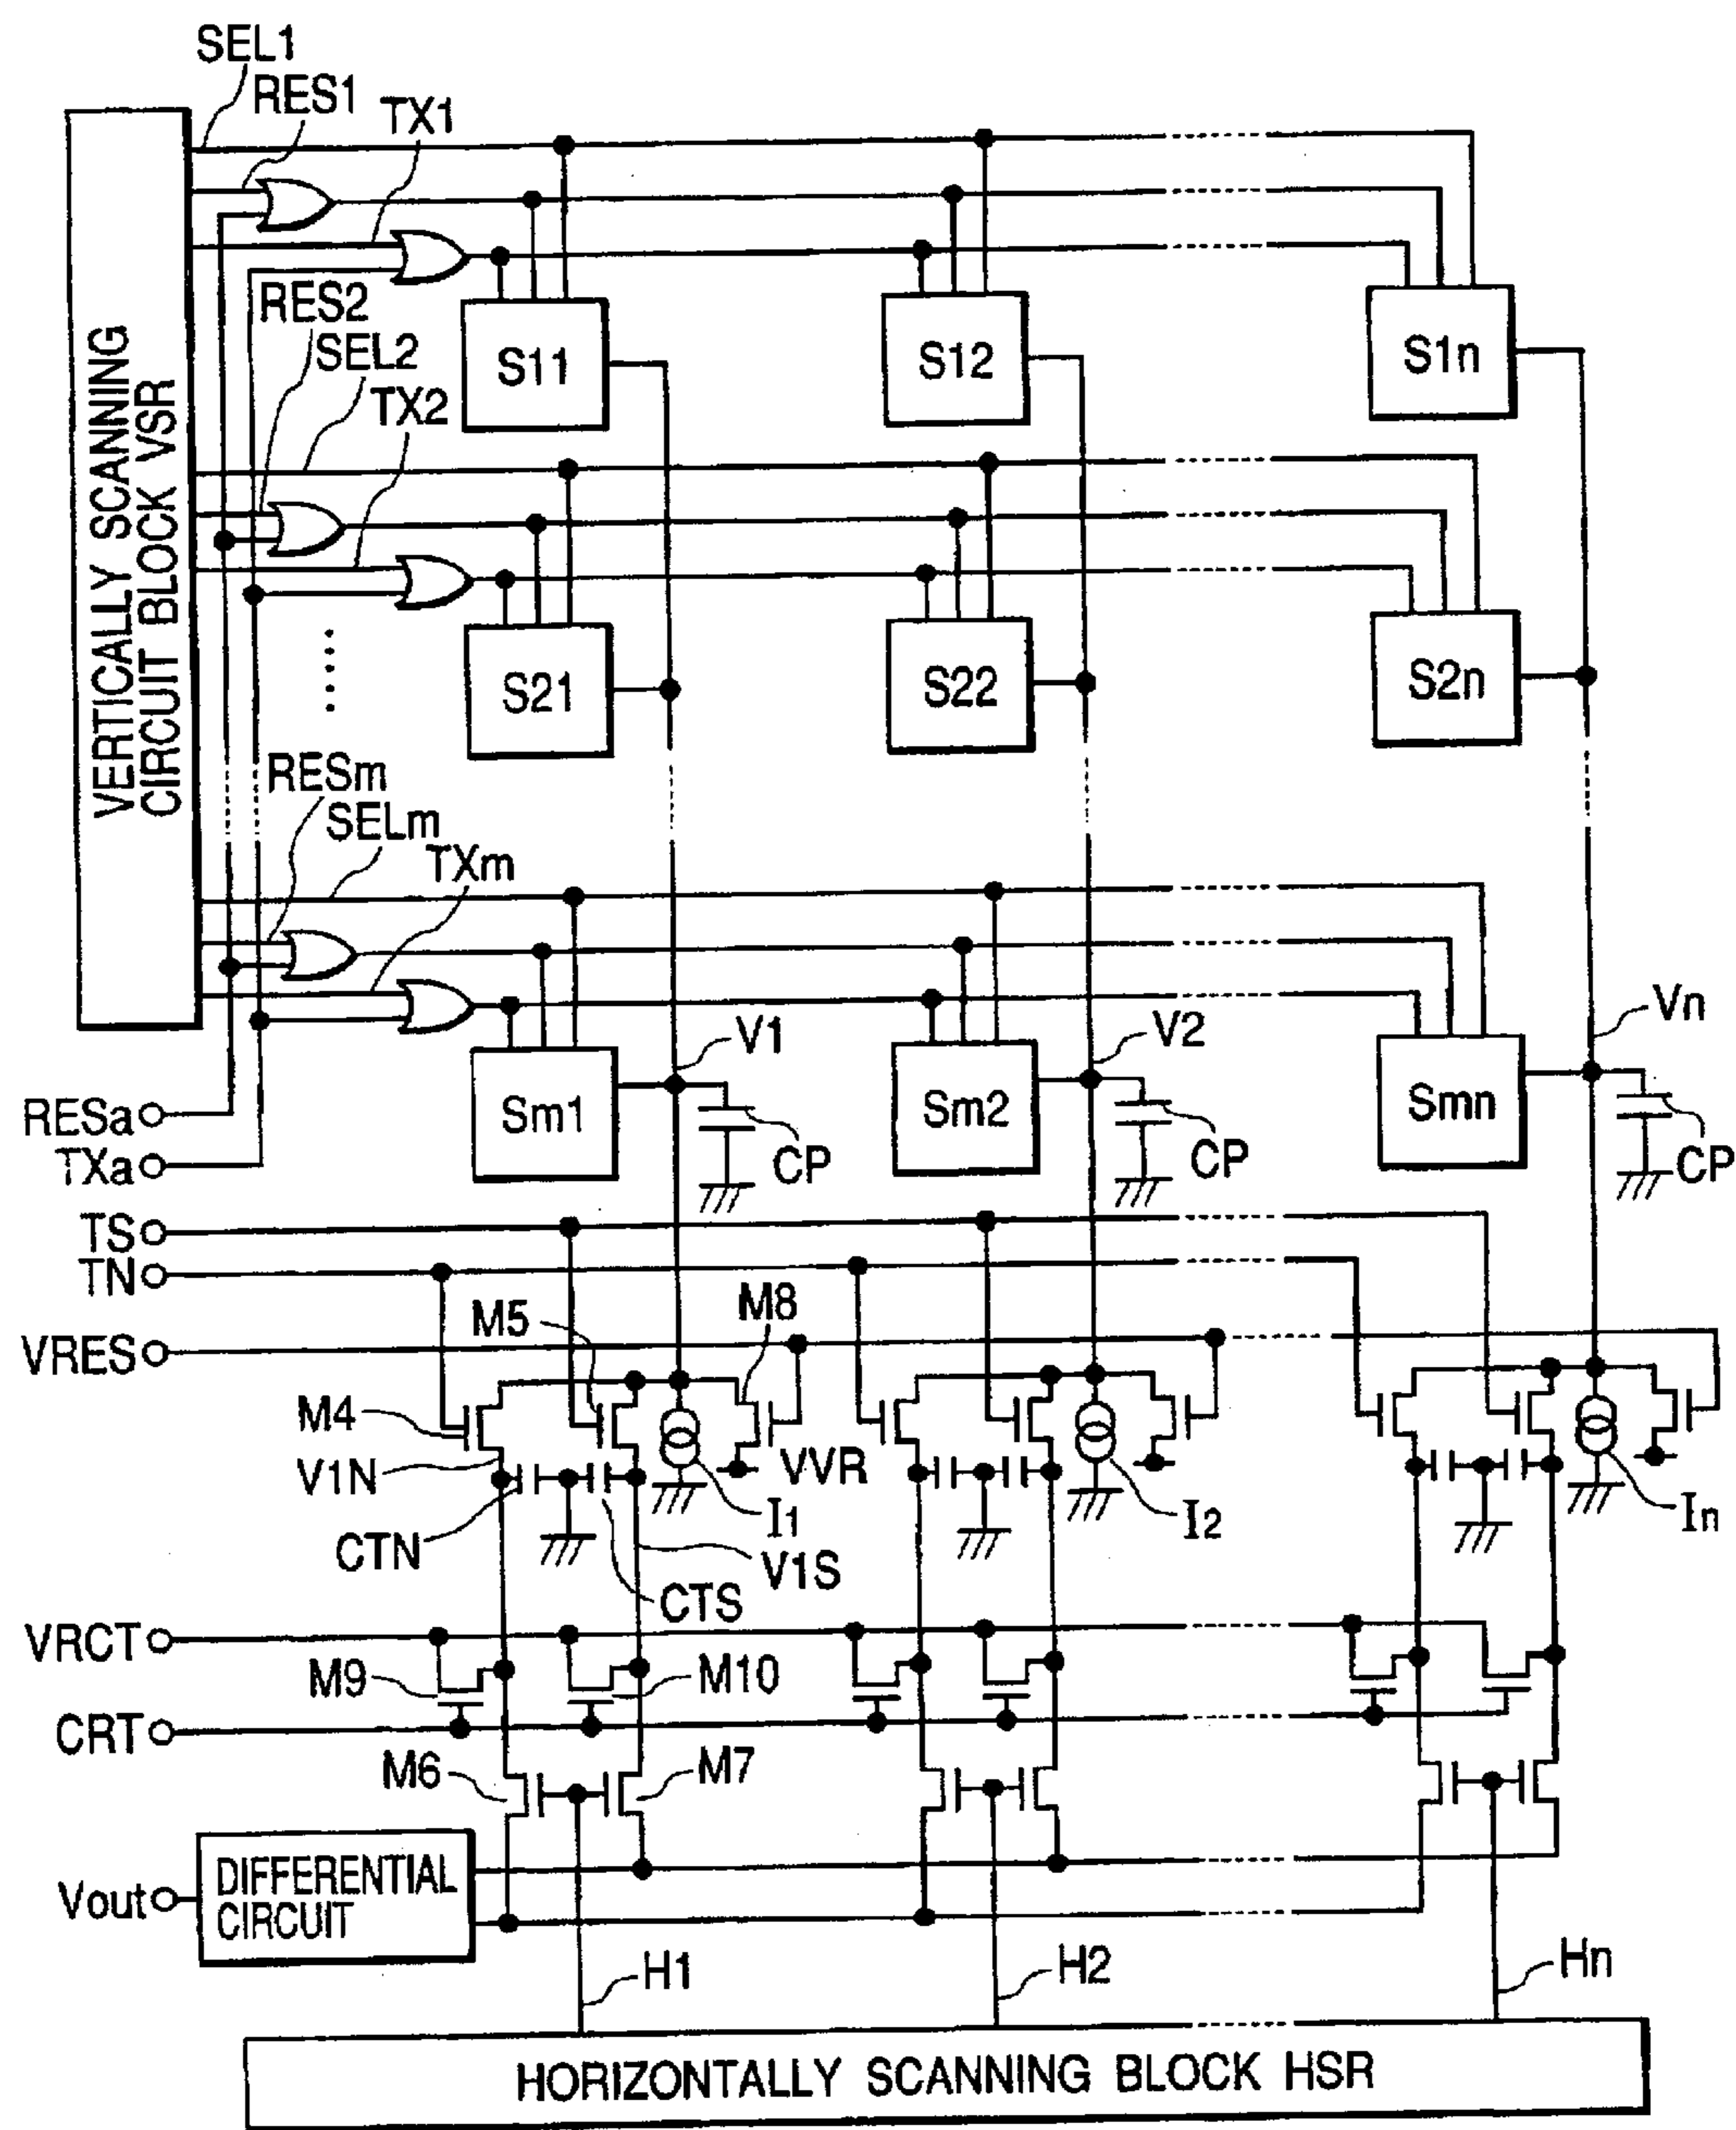 SEL1
RES1
TX1
VERTICALLY SCANNING
CIRCUIT BLOCK VSR
RES2
SEL2
TX2
S11
S12
S1n
S21
S22
S2n
RESm
SELm
TXm
V1
V2
Vn
Sm1
Sm2
Smn
RESa
TXa
CP
CP
CP
TS
TN
VRES
M5
M8
M4
V1N
CTN
VVR
I1
I2
In
V1S
CTS
VRCT
M9
M10
CRT
M6
M7
Vout
DIFFERENTIAL
CIRCUIT
H1
H2
Hn
HORIZONTALLY SCANNING BLOCK HSR